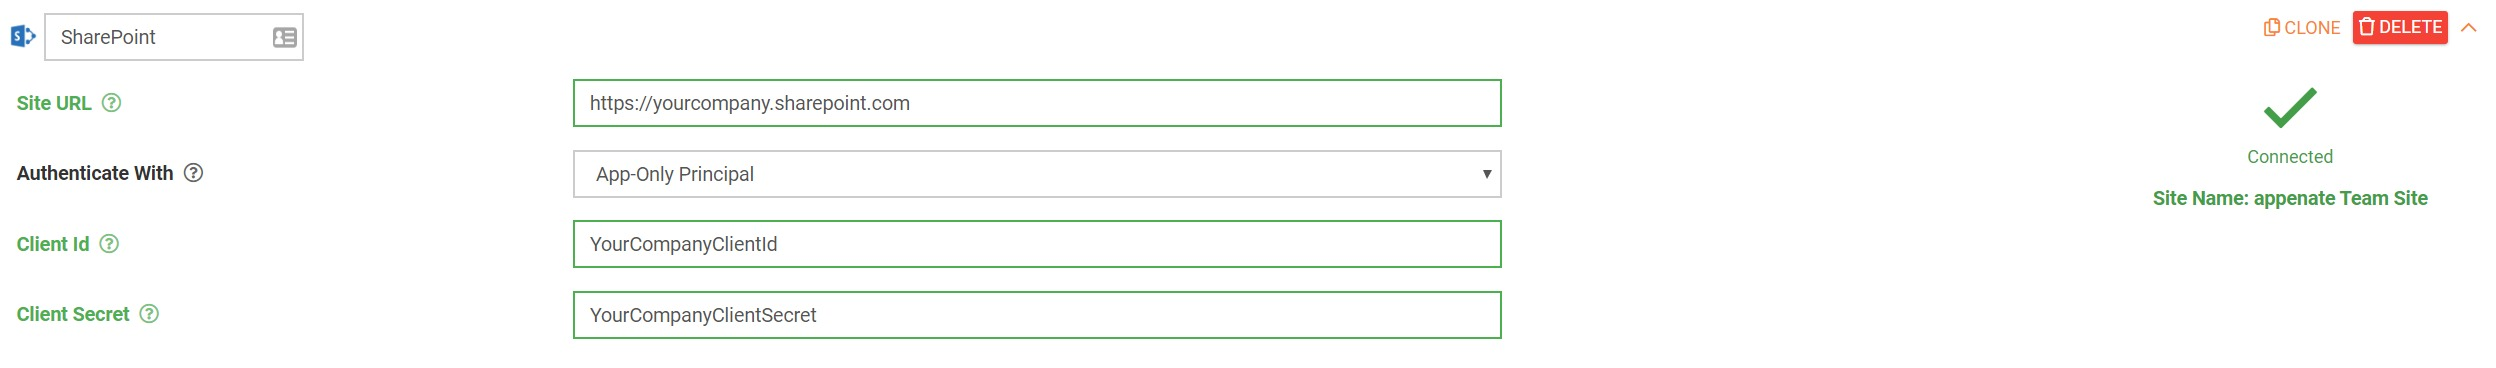 SharePoint
CLONE DELETE
Site URL ?
https://yourcompany.sharepoint.com
Authenticate With ?
App-Only Principal
Client Id ?
YourCompanyClientId
Client Secret ?
YourCompanyClientSecret
Connected
Site Name: appenate Team Site